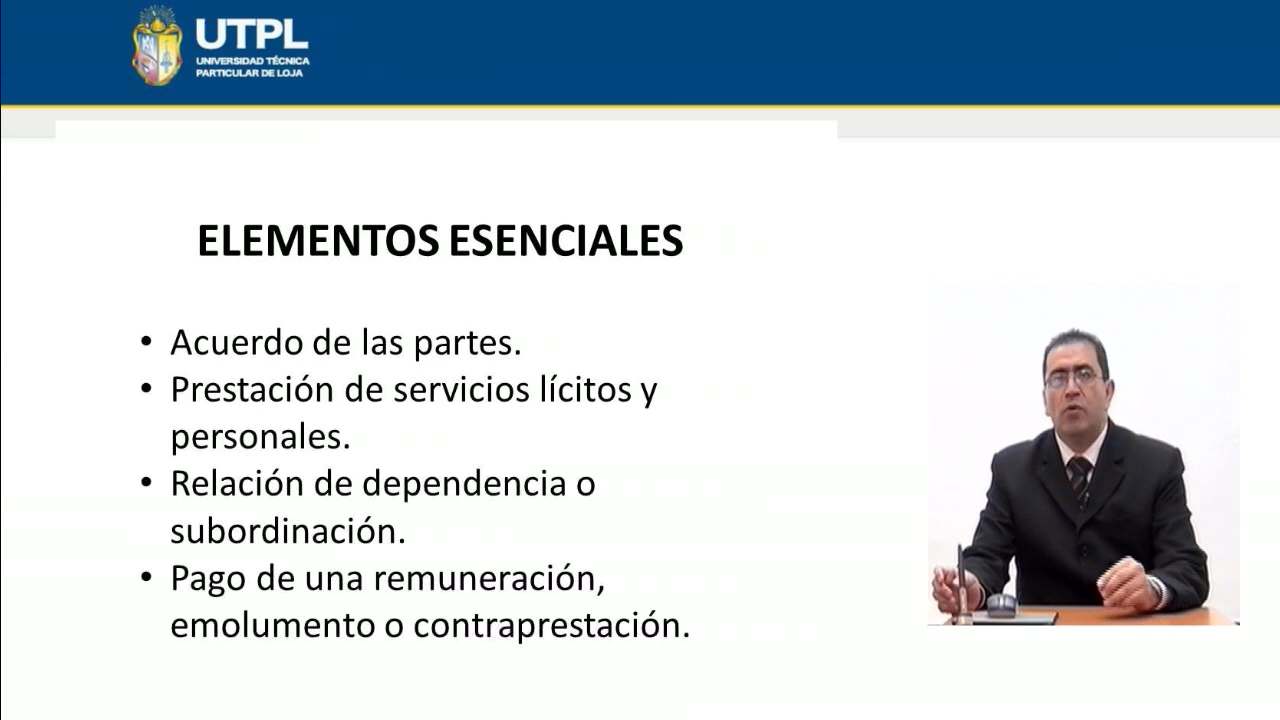 UTPL
UNIVERSIDAD TÉCNICA
PARTICULAR DE LOJA
ELEMENTOS ESENCIALES
• Acuerdo de las partes.
• Prestación de servicios lícitos y
personales.
• Relación de dependencia o
subordinación.
• Pago de una remuneración,
emolumento o contraprestación.